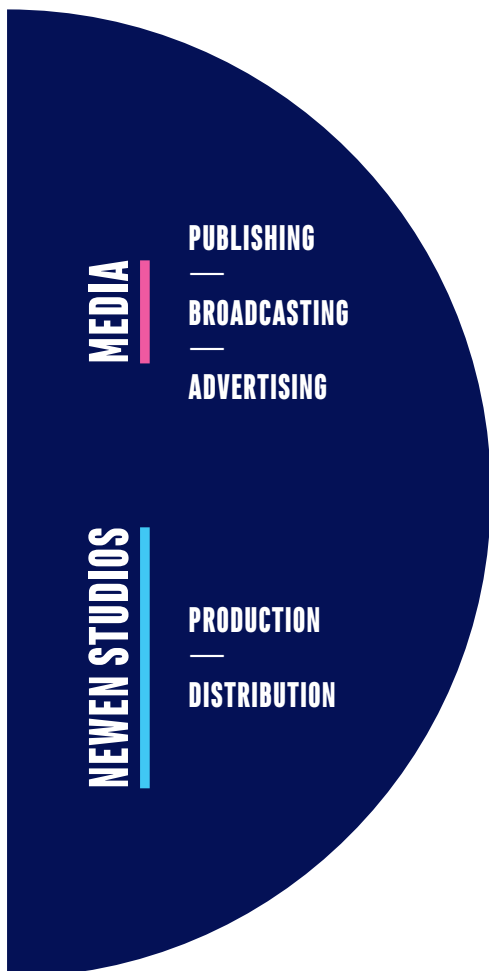 MEDIA
PUBLISHING
BROADCASTING
ADVERTISING
NEWEN STUDIOS
PRODUCTION
DISTRIBUTION